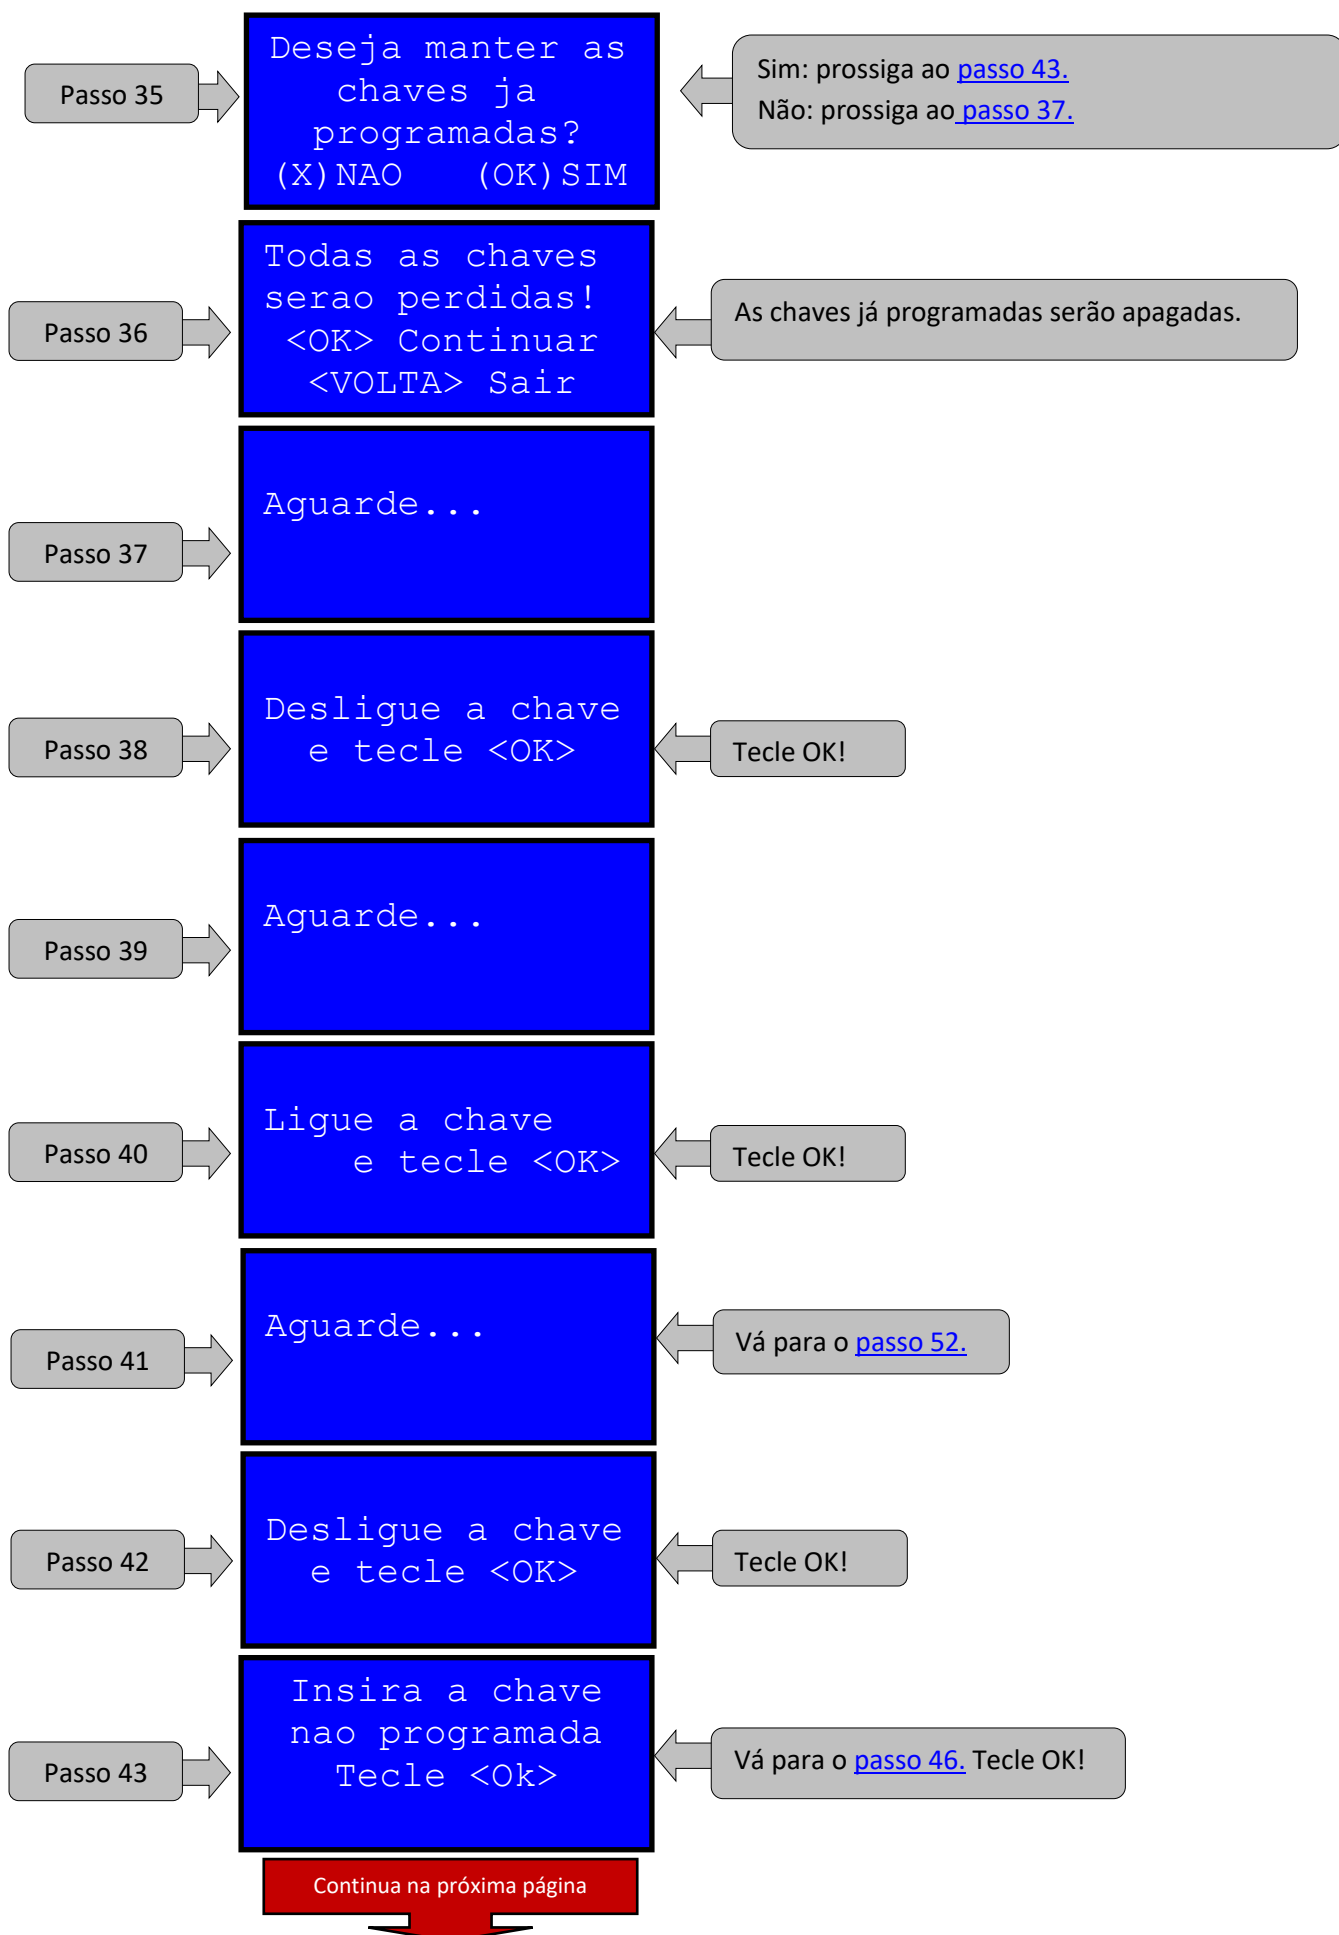 Passo 35
Deseja manter as
chaves ja
programadas?
(X)NAO (OK)SIM
Sim: prossiga ao passo 43.
Não: prossiga ao passo 37.
Passo 36
Todas as chaves
serao perdidas!
<OK> Continuar
<VOLTA> Sair
As chaves já programadas serão apagadas.
Passo 37
Aguarde...
Passo 38
Desligue a chave
e tecle <OK>
Tecle OK!
Passo 39
Aguarde...
Passo 40
Ligue a chave
e tecle <OK>
Tecle OK!
Passo 41
Aguarde...
Vá para o passo 52.
Passo 42
Desligue a chave
e tecle <OK>
Tecle OK!
Passo 43
Insira a chave
nao programada
Tecle <Ok>
Vá para o passo 46. Tecle OK!
Continua na próxima página